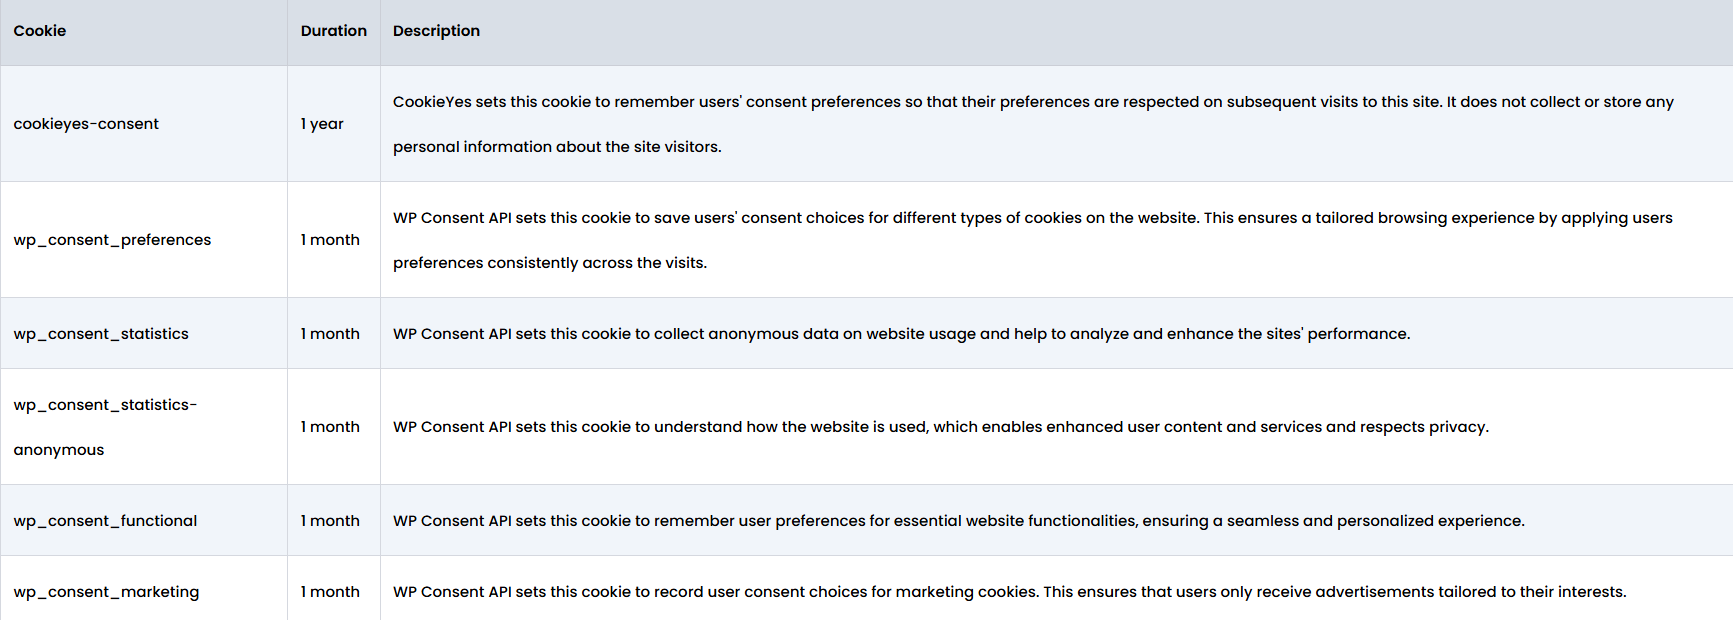 Cookie Duration Description
cookieyes-consent 1 year CookieYes sets this cookie to remember users' consent preferences so that their preferences are respected on subsequent visits to this site. It does not collect or store any
personal information about the site visitors.
wp_consent_preferences 1 month WP Consent API sets this cookie to save users' consent choices for different types of cookies on the website. This ensures a tailored browsing experience by applying users
preferences consistently across the visits.
wp_consent_statistics 1 month WP Consent API sets this cookie to collect anonymous data on website usage and help to analyze and enhance the sites' performance.
wp_consent_statistics-
anonymous 1 month WP Consent API sets this cookie to understand how the website is used, which enables enhanced user content and services and respects privacy.
wp_consent_functional 1 month WP Consent API sets this cookie to remember user preferences for essential website functionalities, ensuring a seamless and personalized experience.
wp_consent_marketing 1 month WP Consent API sets this cookie to record user consent choices for marketing cookies. This ensures that users only receive advertisements tailored to their interests.